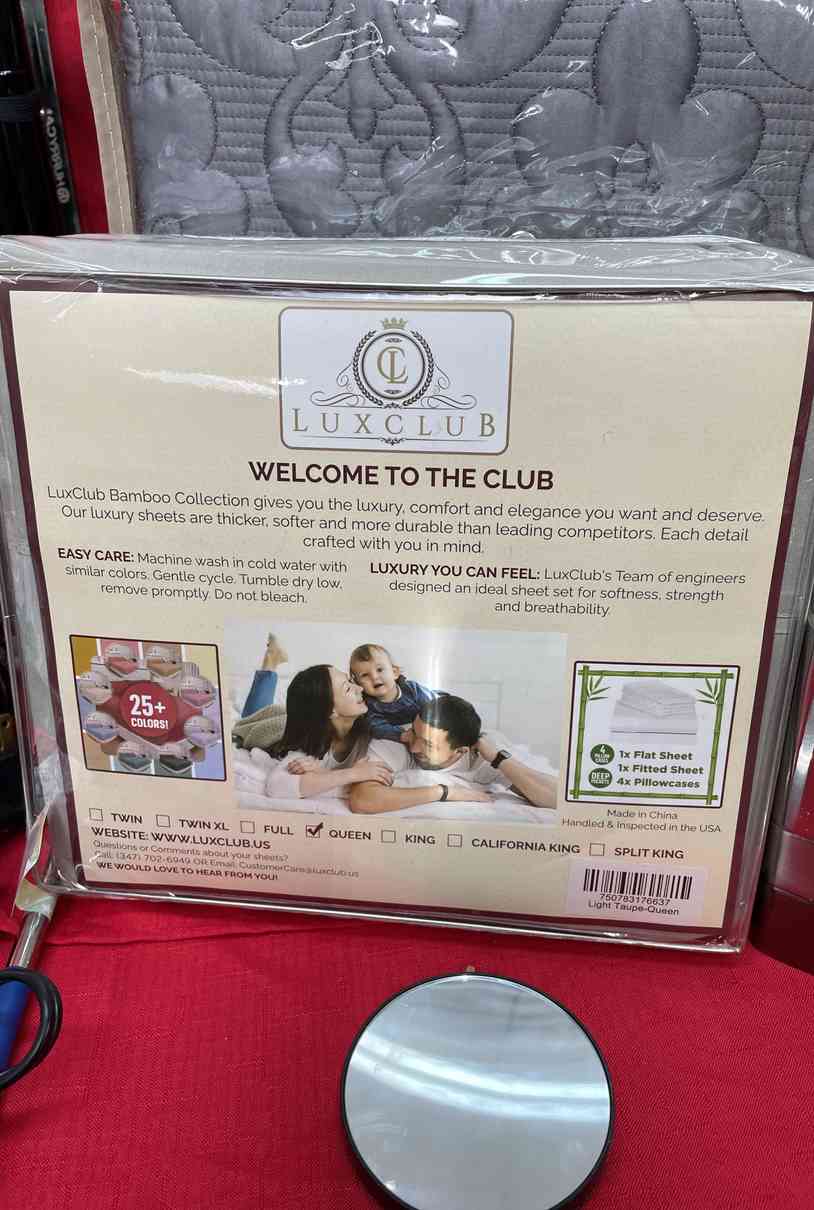 HURRYCAT
CL
LUXCLUB
WELCOME TO THE CLUB
LuxClub Bamboo Collection gives you the luxury, comfort and elegance you want and deserve.
Our luxury sheets are thicker, softer and more durable than leading competitors. Each detail
crafted with you in mind.
EASY CARE: Machine wash in cold water with
similar colors. Gentle cycle. Tumble dry low,
remove promptly. Do not bleach.
LUXURY YOU CAN FEEL: LuxClub's Team of engineers
designed an ideal sheet set for softness, strength
and breathability.
25+
COLORS!
4
PILLOW
CASES
DEEP
POCKETS
1x Flat Sheet
1x Fitted Sheet
4x Pillowcases
Made in China
Handled & Inspected in the USA
TWIN TWIN XL FULL QUEEN KING CALIFORNIA KING SPLIT KING
WEBSITE: WWW.LUXCLUB.US
Questions or Comments about your sheets?
Call: (347) 702-6949 OR Email: CustomerCare@luxclub.us
WE WOULD LOVE TO HEAR FROM YOU!
750783176637
Light Taupe-Queen